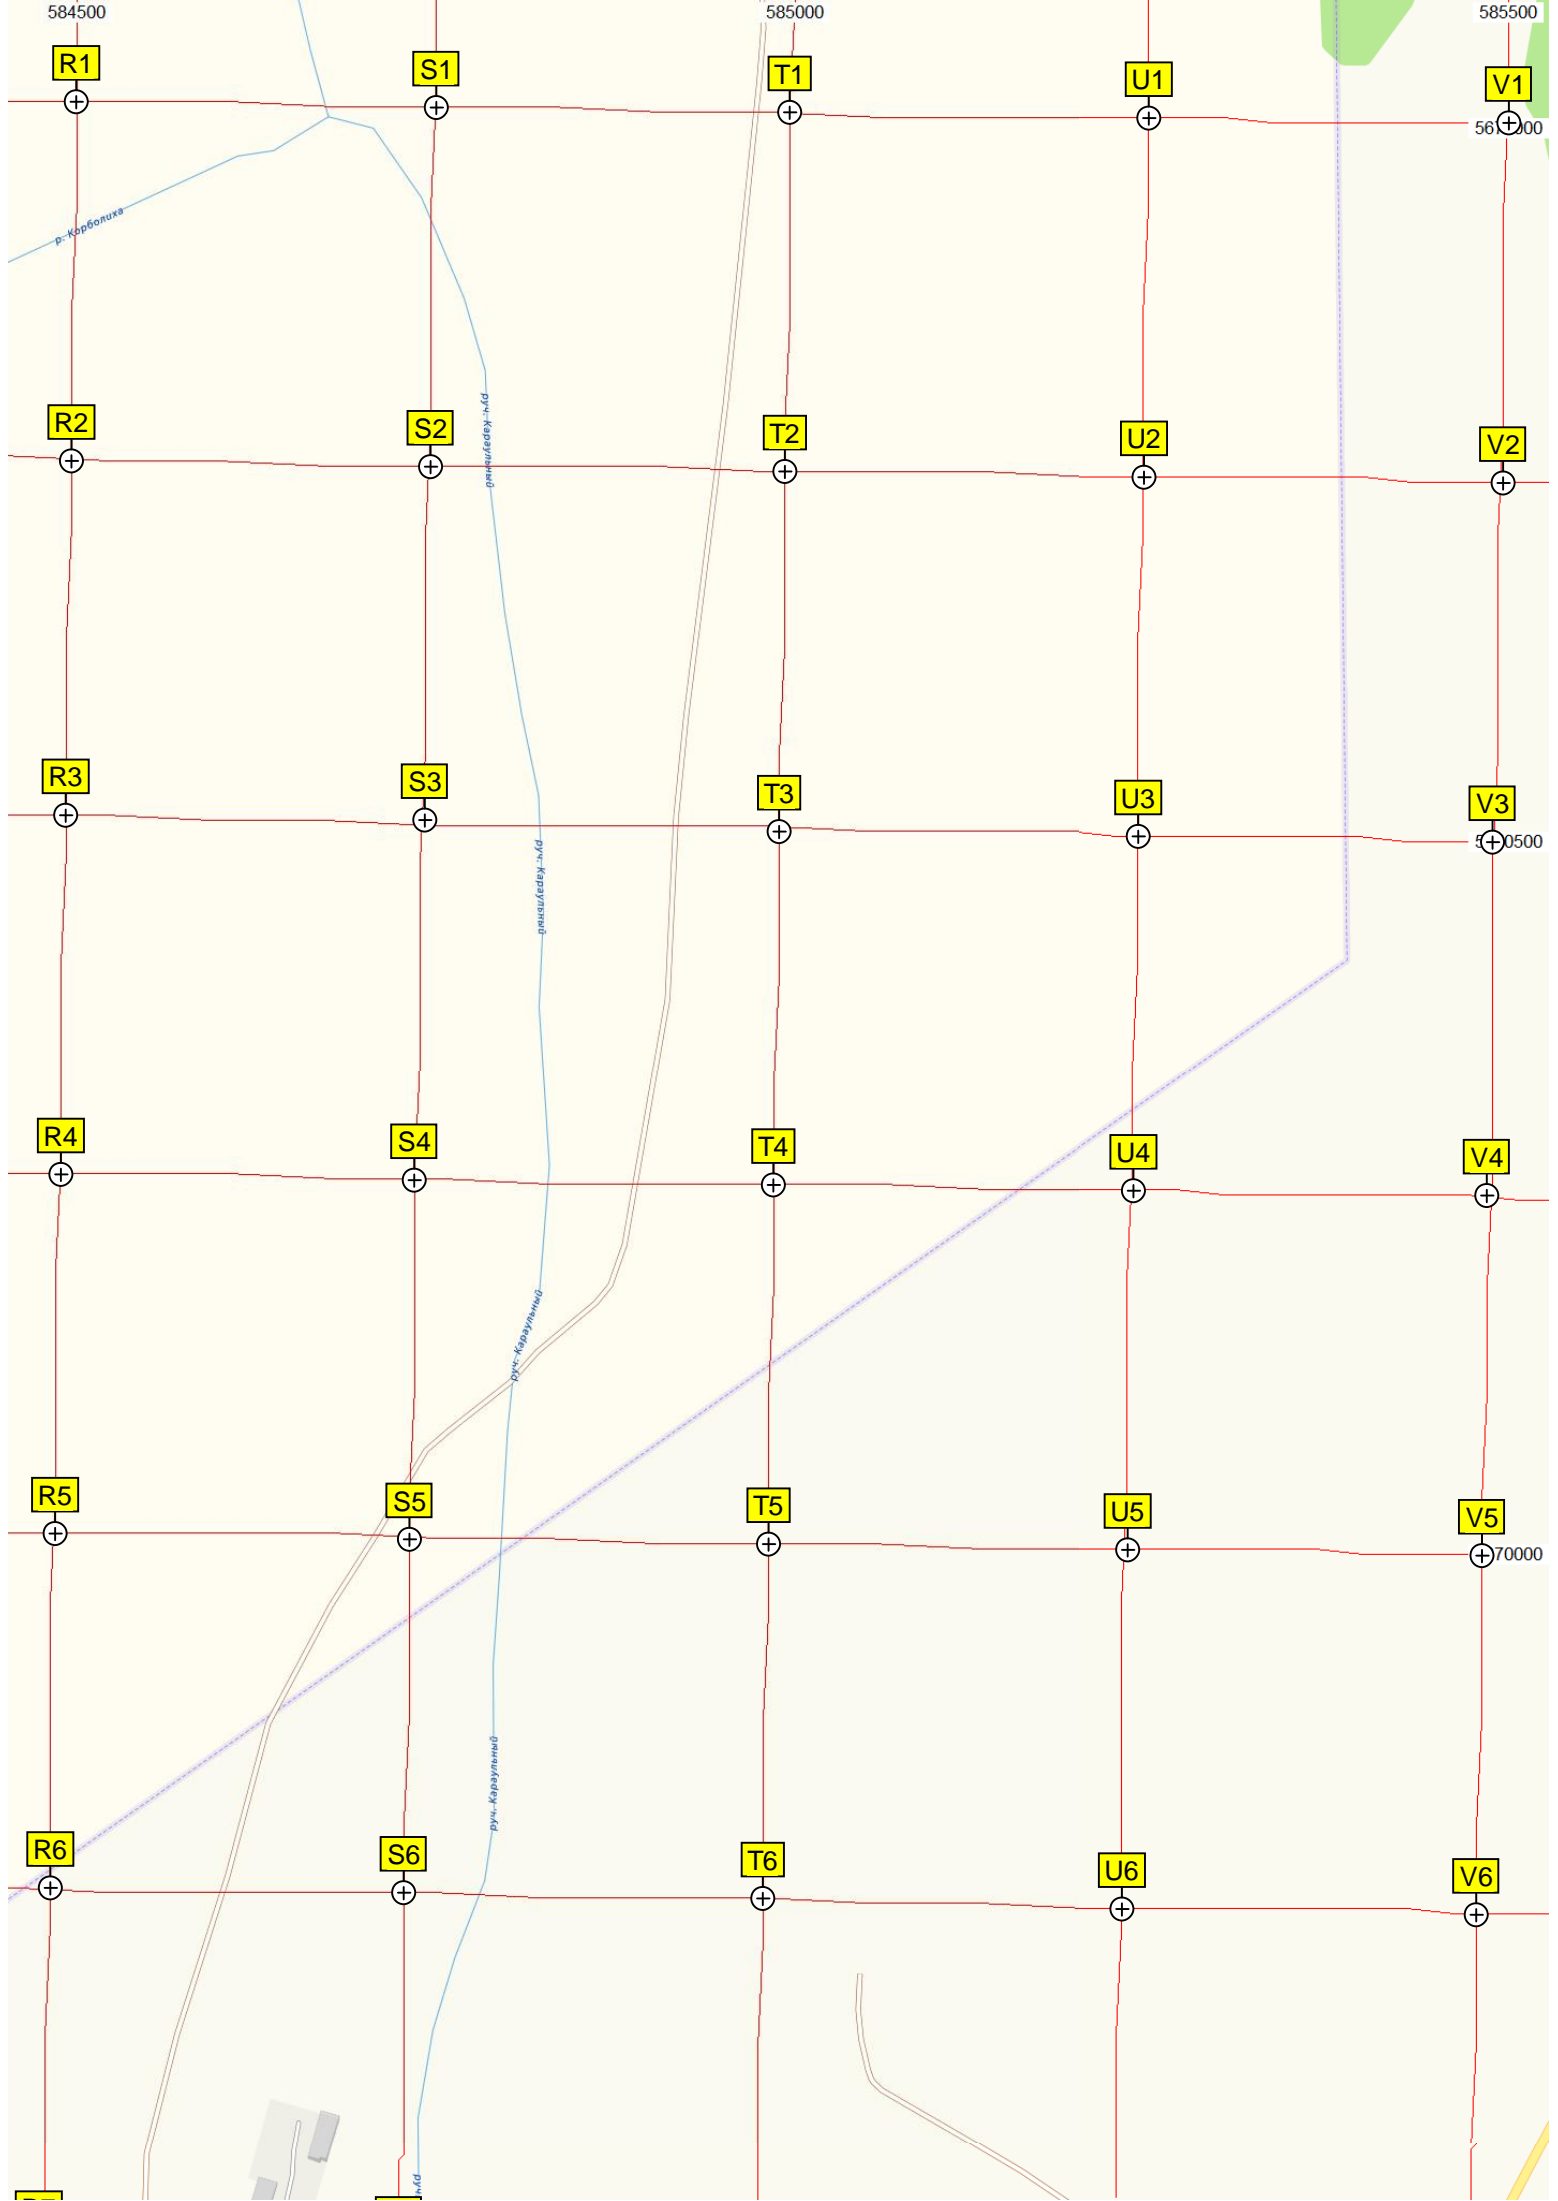 584500
585000
585500
R1
S1
T1
U1
V1
р. Корболиха
руч. Караульный
R2
S2
T2
U2
V2
R3
S3
T3
U3
V3
0500
руч. Караульный
R4
S4
T4
U4
V4
руч. Караульный
R5
S5
T5
U5
V5
70000
руч. Караульный
R6
S6
T6
U6
V6
руч